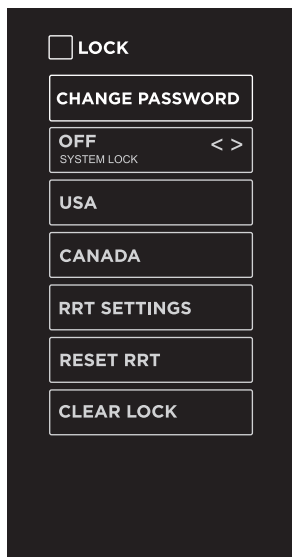 LOCK
CHANGE PASSWORD
OFF < >
SYSTEM LOCK
USA
CANADA
RRT SETTINGS
RESET RRT
CLEAR LOCK